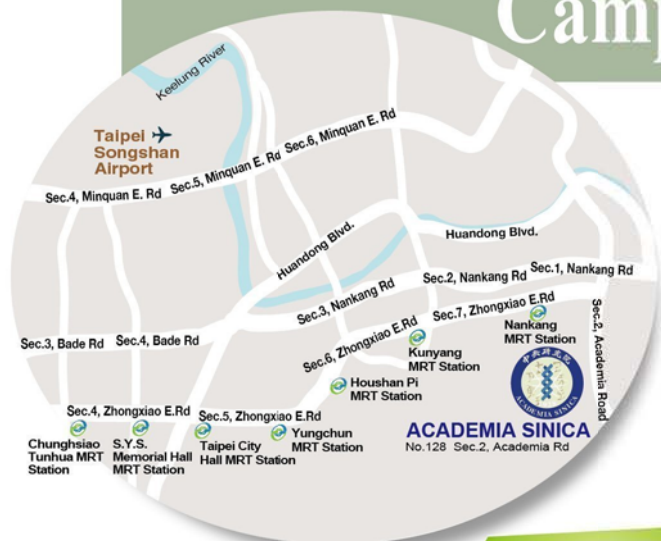 Camp
Keelung River
Taipei
Songshan
Airport
Sec.4, Minquan E. Rd
Sec.5, Minquan E. Rd
Sec.6, Minquan E. Rd
Huandong Blvd.
Huandong Blvd.
Sec.3, Nankang Rd
Sec.2, Nankang Rd
Sec.1, Nankang Rd
Sec.3, Bade Rd
Sec.4, Bade Rd
Sec.6, Zhongxiao E.Rd
Sec.7, Zhongxiao E.Rd
Sec.2, Academia Road
Nankang
MRT Station
Kunyang
MRT Station
Houshan Pi
MRT Station
Sec.4, Zhongxiao E.Rd
Sec.5, Zhongxiao E.Rd
Chunghsiao
Tunhua MRT
Station
S.Y.S.
Memorial Hall
MRT Station
Taipei City
Hall MRT Station
Yungchun
MRT Station
中央研究院
ACADEMIA SINICA
ACADEMIA SINICA
No.128 Sec.2, Academia Rd